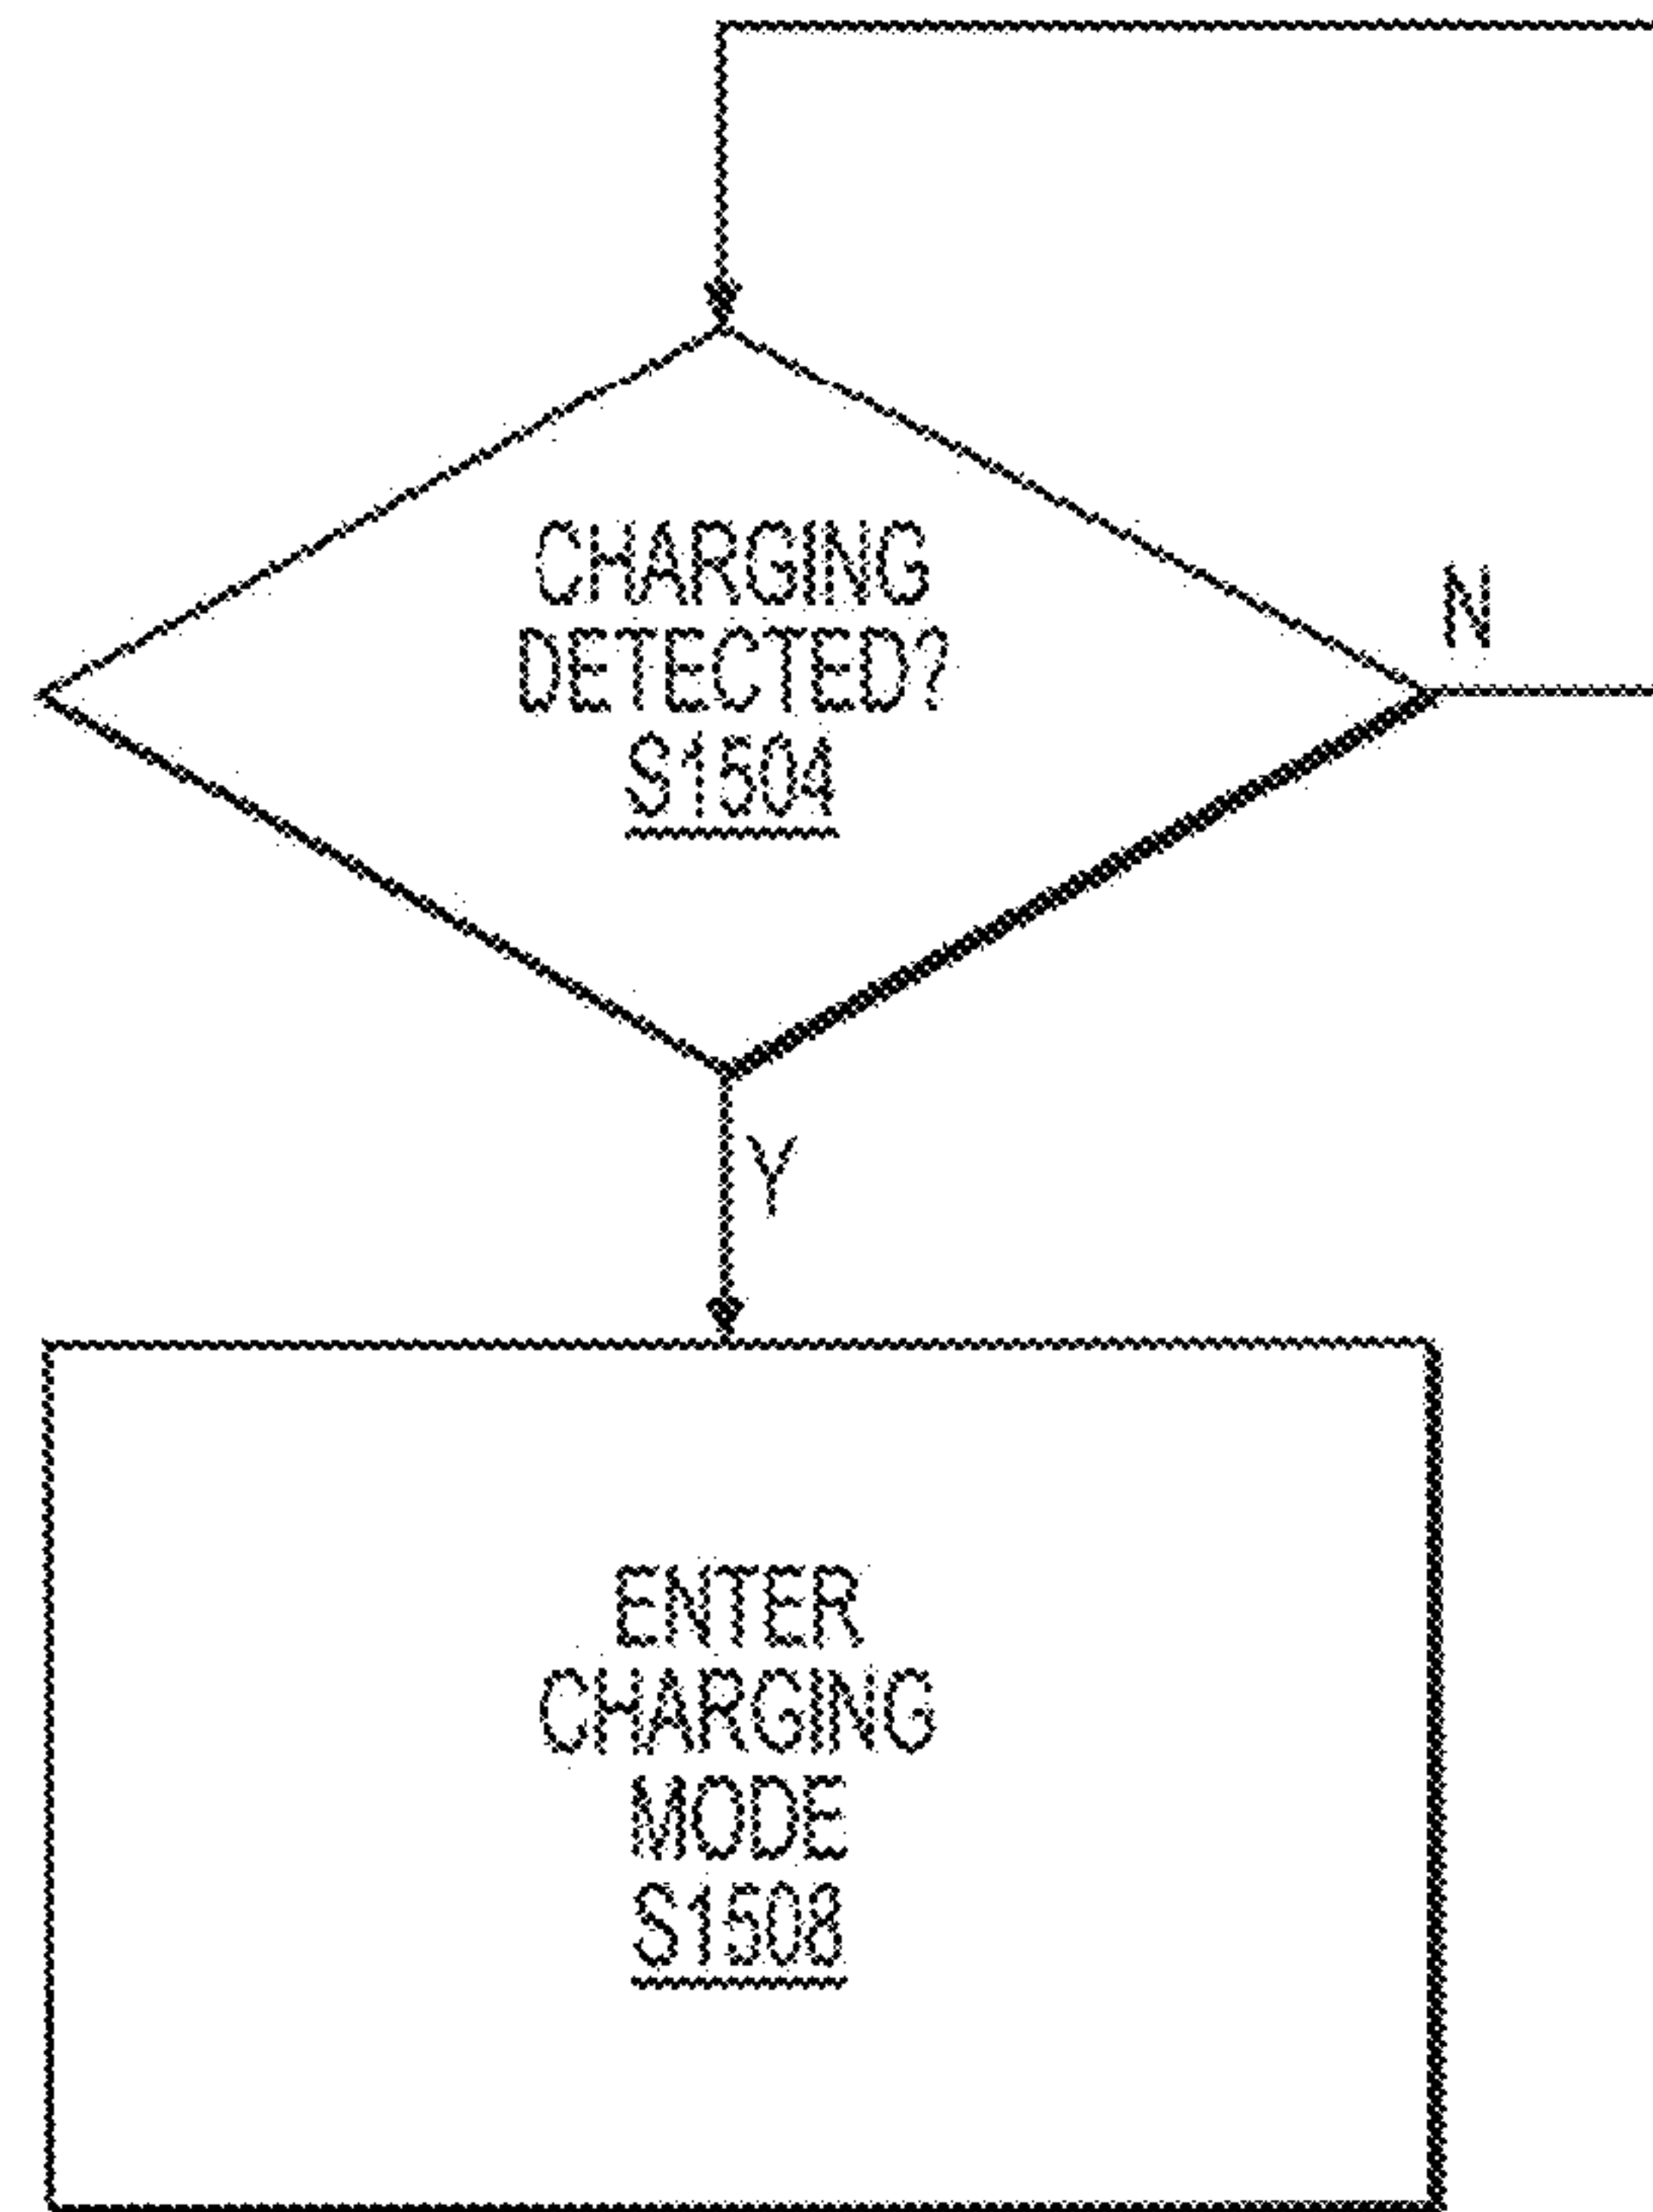 CHARGING
DETECTED?
S1504
N
Y
ENTER
CHARGING
MODE
S1508